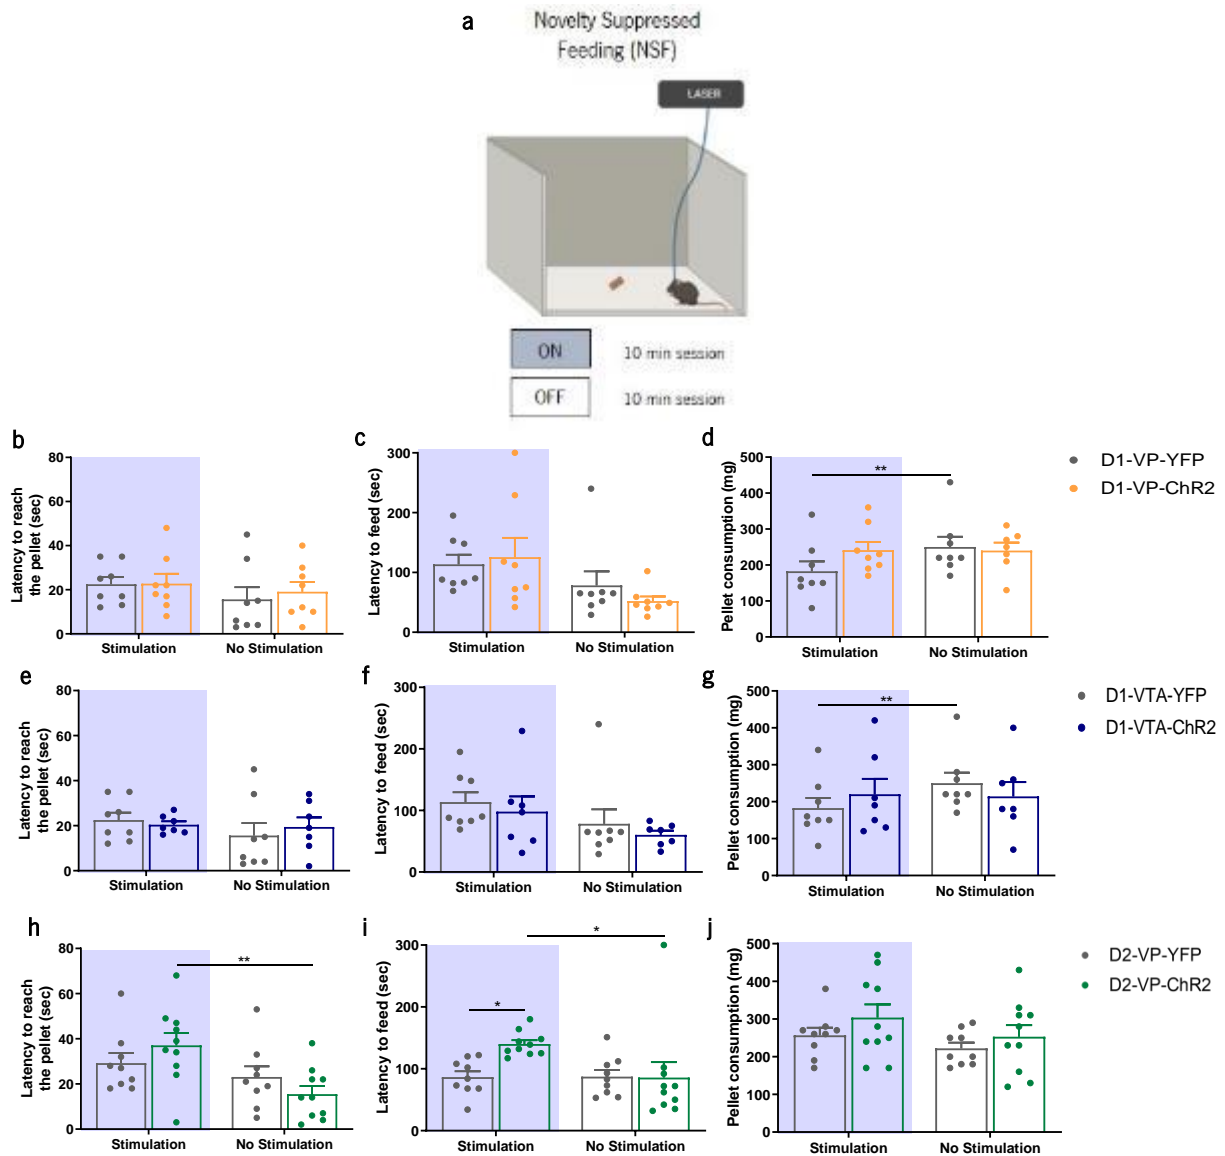 a
Novelty Suppressed
Feeding (NSF)
LASER
ON 10 min session
OFF 10 min session
b
Latency to reach
the pellet (sec)
80
60
40
20
0
Stimulation No Stimulation
c
Latency to feed (sec)
300
200
100
0
Stimulation No Stimulation
d
Pellet consumption (mg)
500
400
300
200
100
0
**
Stimulation No Stimulation
D1-VP-YFP
D1-VP-ChR2
e
Latency to reach
the pellet (sec)
80
60
40
20
0
Stimulation No Stimulation
f
Latency to feed (sec)
300
200
100
0
Stimulation No Stimulation
g
Pellet consumption (mg)
500
400
300
200
100
0
**
Stimulation No Stimulation
D1-VTA-YFP
D1-VTA-ChR2
h
Latency to reach
the pellet (sec)
80
60
40
20
0
**
Stimulation No Stimulation
i
Latency to feed (sec)
300
200
100
0
*
*
Stimulation No Stimulation
j
Pellet consumption (mg)
500
400
300
200
100
0
Stimulation No Stimulation
D2-VP-YFP
D2-VP-ChR2